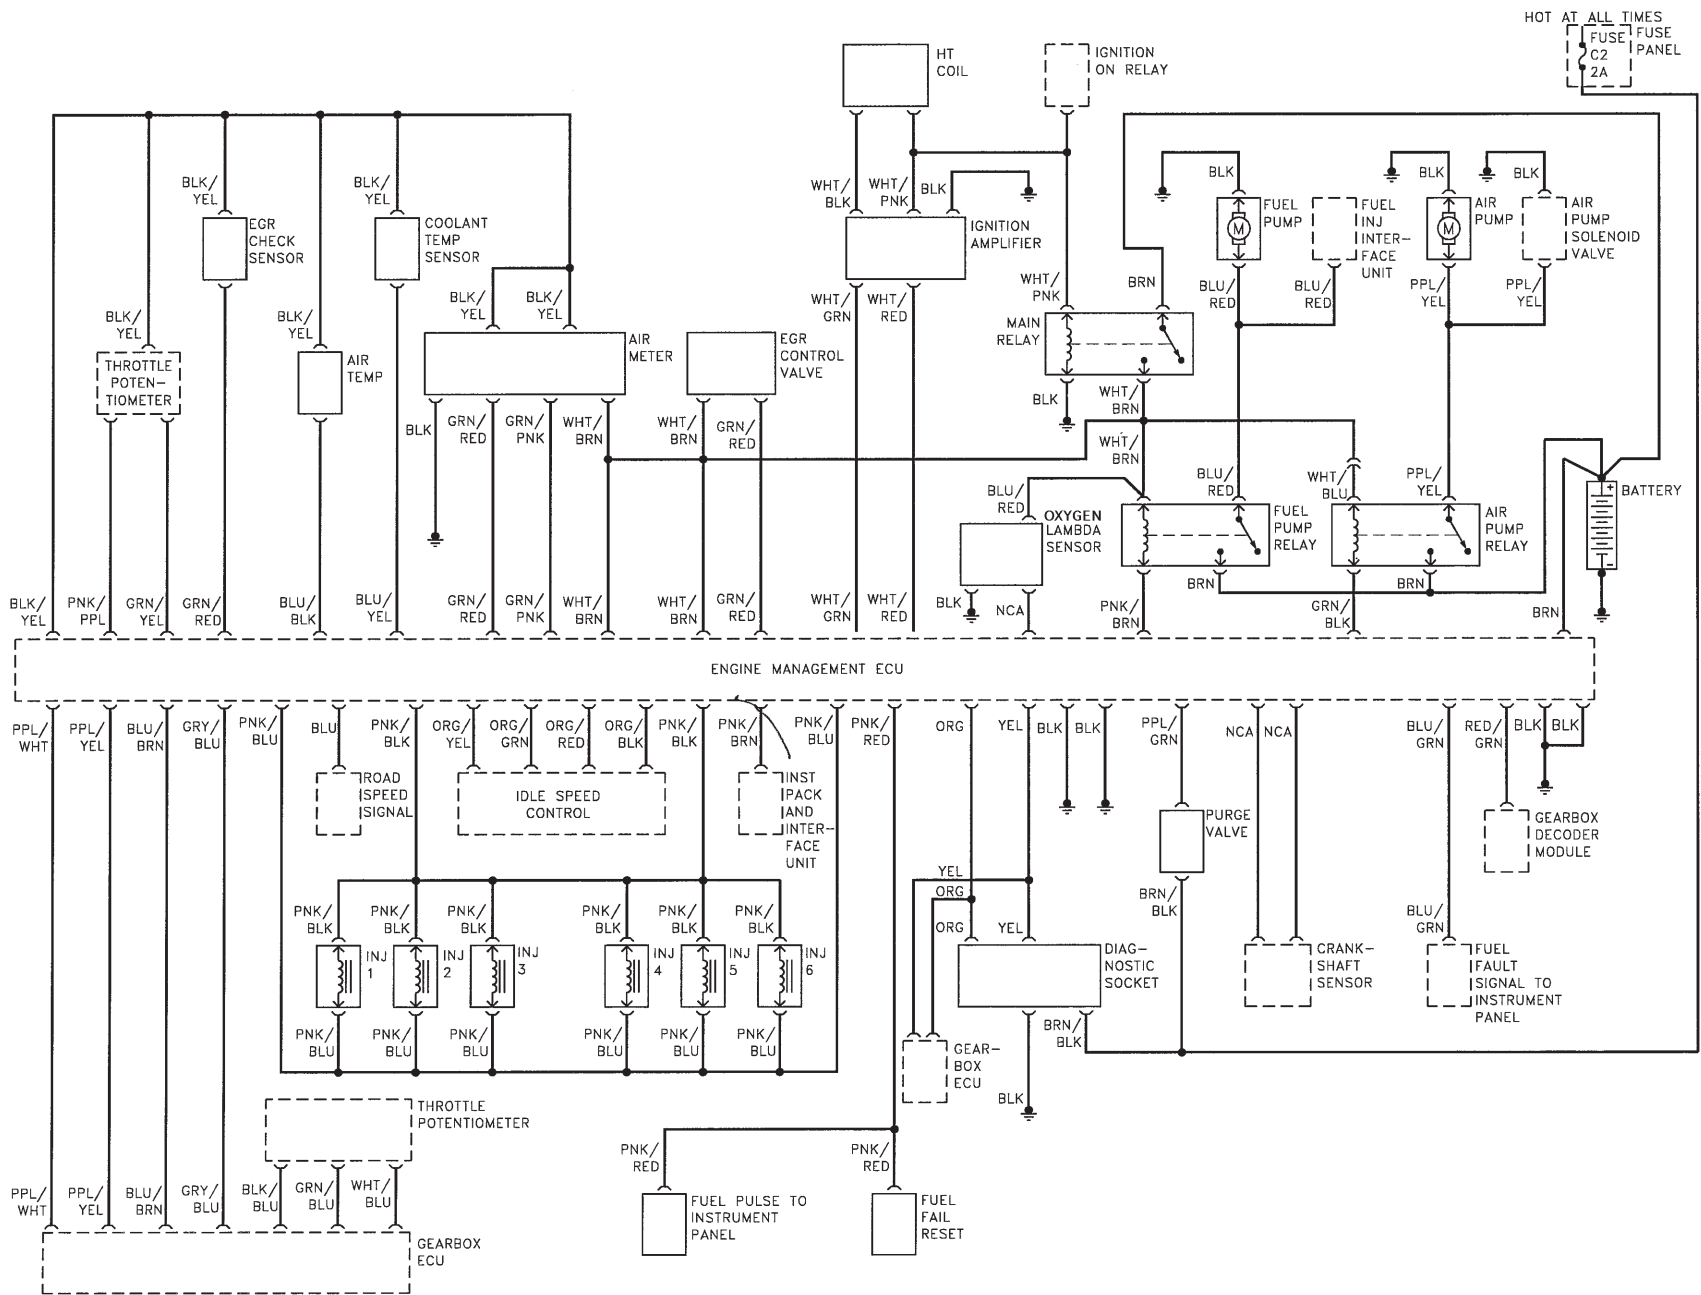 HOT AT ALL TIMES
FUSE
C2
2A
FUSE
PANEL
HT
COIL
IGNITION
ON RELAY
BLK/
YEL
EGR
CHECK
SENSOR
BLK/
YEL
COOLANT
TEMP
SENSOR
WHT/
BLK
WHT/
PNK
BLK
IGNITION
AMPLIFIER
BLK
FUEL
PUMP
M
FUEL
INJ
INTER-
FACE
UNIT
BLK
AIR
PUMP
M
BLK
AIR
PUMP
SOLENOID
VALVE
BLK/
YEL
THROTTLE
POTEN-
TIOMETER
BLK/
YEL
AIR
TEMP
BLK/
YEL
BLK/
YEL
AIR
METER
EGR
CONTROL
VALVE
WHT/
GRN
WHT/
RED
WHT/
PNK
BRN
MAIN
RELAY
BLU/
RED
BLU/
RED
PPL/
YEL
PPL/
YEL
BLK
GRN/
RED
GRN/
PNK
WHT/
BRN
WHT/
BRN
GRN/
RED
BLK
WHT/
BRN
WHT/
BRN
BLU/
RED
OXYGEN
LAMBDA
SENSOR
BLU/
RED
FUEL
PUMP
RELAY
WHT/
BLU
PPL/
YEL
AIR
PUMP
RELAY
+
-
BATTERY
BLK/
YEL
PNK/
PPL
GRN/
YEL
GRN/
RED
BLU/
BLK
BLU/
YEL
GRN/
RED
GRN/
PNK
WHT/
BRN
WHT/
BRN
GRN/
RED
WHT/
GRN
WHT/
RED
BLK
NCA
PNK/
BRN
BRN
GRN/
BLK
BRN
BRN
ENGINE MANAGEMENT ECU
PPL/
WHT
PPL/
YEL
BLU/
BRN
GRY/
BLU
PNK/
BLU
BLU
PNK/
BLK
ORG/
YEL
ORG/
GRN
ORG/
RED
ORG/
BLK
PNK/
BLK
PNK/
BRN
PNK/
BLU
PNK/
RED
ORG
YEL
BLK
BLK
PPL/
GRN
NCA
NCA
BLU/
GRN
RED/
GRN
BLK
BLK
ROAD
SPEED
SIGNAL
IDLE SPEED
CONTROL
INST
PACK
AND
INTER-
FACE
UNIT
PURGE
VALVE
GEARBOX
DECODER
MODULE
YEL
ORG
ORG
YEL
BRN/
BLK
BLU/
GRN
PNK/
BLK
PNK/
BLK
PNK/
BLK
PNK/
BLK
PNK/
BLK
PNK/
BLK
INJ
1
INJ
2
INJ
3
INJ
4
INJ
5
INJ
6
DIAG-
NOSTIC
SOCKET
CRANK-
SHAFT
SENSOR
FUEL
FAULT
SIGNAL TO
INSTRUMENT
PANEL
PNK/
BLU
PNK/
BLU
PNK/
BLU
PNK/
BLU
PNK/
BLU
PNK/
BLU
BRN/
BLK
GEAR-
BOX
ECU
BLK
THROTTLE
POTENTIOMETER
PNK/
RED
PNK/
RED
PPL/
WHT
PPL/
YEL
BLU/
BRN
GRY/
BLU
BLK/
BLU
GRN/
BLU
WHT/
BLU
FUEL PULSE TO
INSTRUMENT
PANEL
FUEL
FAIL
RESET
GEARBOX
ECU